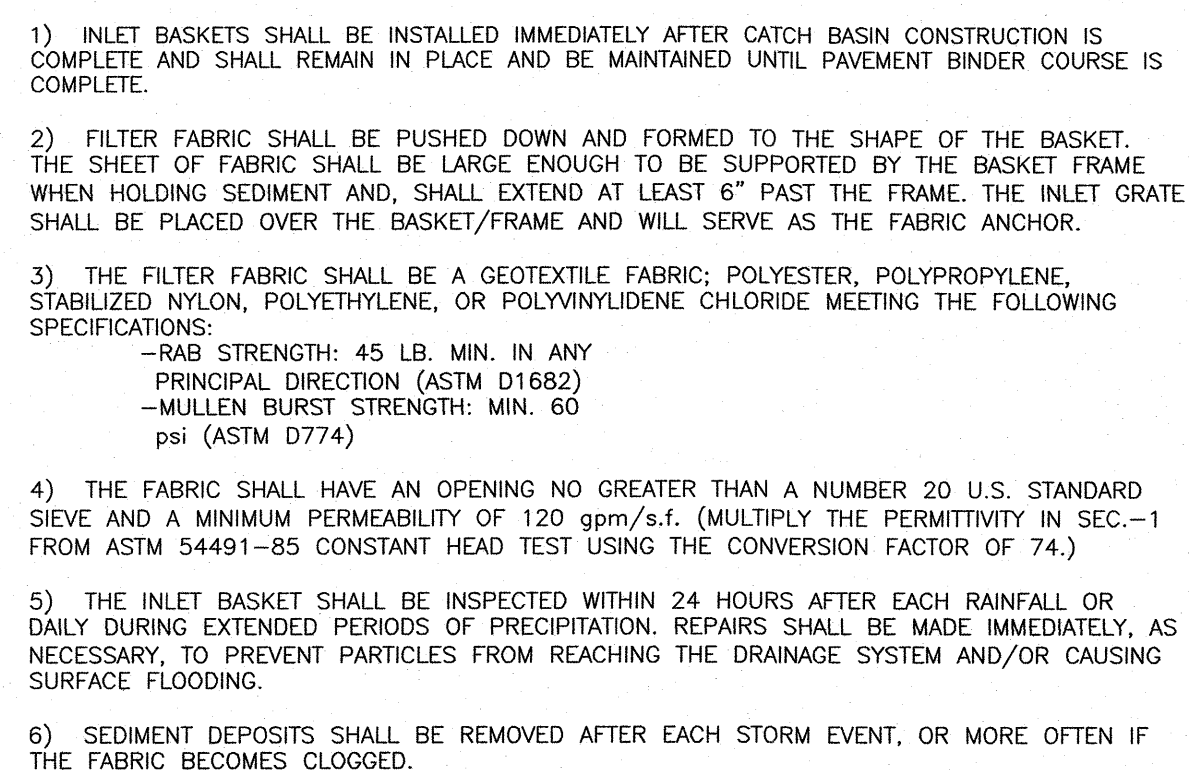 1) INLET BASKETS SHALL BE INSTALLED IMMEDIATELY AFTER CATCH BASIN CONSTRUCTION IS
COMPLETE AND SHALL REMAIN IN PLACE AND BE MAINTAINED UNTIL PAVEMENT BINDER COURSE IS
COMPLETE.
2) FILTER FABRIC SHALL BE PUSHED DOWN AND FORMED TO THE SHAPE OF THE BASKET.
THE SHEET OF FABRIC SHALL BE LARGE ENOUGH TO BE SUPPORTED BY THE BASKET FRAME
WHEN HOLDING SEDIMENT AND, SHALL EXTEND AT LEAST 6" PAST THE FRAME. THE INLET GRATE
SHALL BE PLACED OVER THE BASKET/FRAME AND WILL SERVE AS THE FABRIC ANCHOR.
3) THE FILTER FABRIC SHALL BE A GEOTEXTILE FABRIC; POLYESTER, POLYPROPYLENE,
STABILIZED NYLON, POLYETHYLENE, OR POLYVINYLIDENE CHLORIDE MEETING THE FOLLOWING
SPECIFICATIONS:
-RAB STRENGTH: 45 LB. MIN. IN ANY
PRINCIPAL DIRECTION (ASTM D1682)
-MULLEN BURST STRENGTH: MIN. 60
psi (ASTM D774)
4) THE FABRIC SHALL HAVE AN OPENING NO GREATER THAN A NUMBER 20 U.S. STANDARD
SIEVE AND A MINIMUM PERMEABILITY OF 120 gpm/s.f. (MULTIPLY THE PERMITTIVITY IN SEC.-1
FROM ASTM 54491-85 CONSTANT HEAD TEST USING THE CONVERSION FACTOR OF 74.)
5) THE INLET BASKET SHALL BE INSPECTED WITHIN 24 HOURS AFTER EACH RAINFALL OR
DAILY DURING EXTENDED PERIODS OF PRECIPITATION. REPAIRS SHALL BE MADE IMMEDIATELY, AS
NECESSARY, TO PREVENT PARTICLES FROM REACHING THE DRAINAGE SYSTEM AND/OR CAUSING
SURFACE FLOODING.
6) SEDIMENT DEPOSITS SHALL BE REMOVED AFTER EACH STORM EVENT, OR MORE OFTEN IF
THE FABRIC BECOMES CLOGGED.